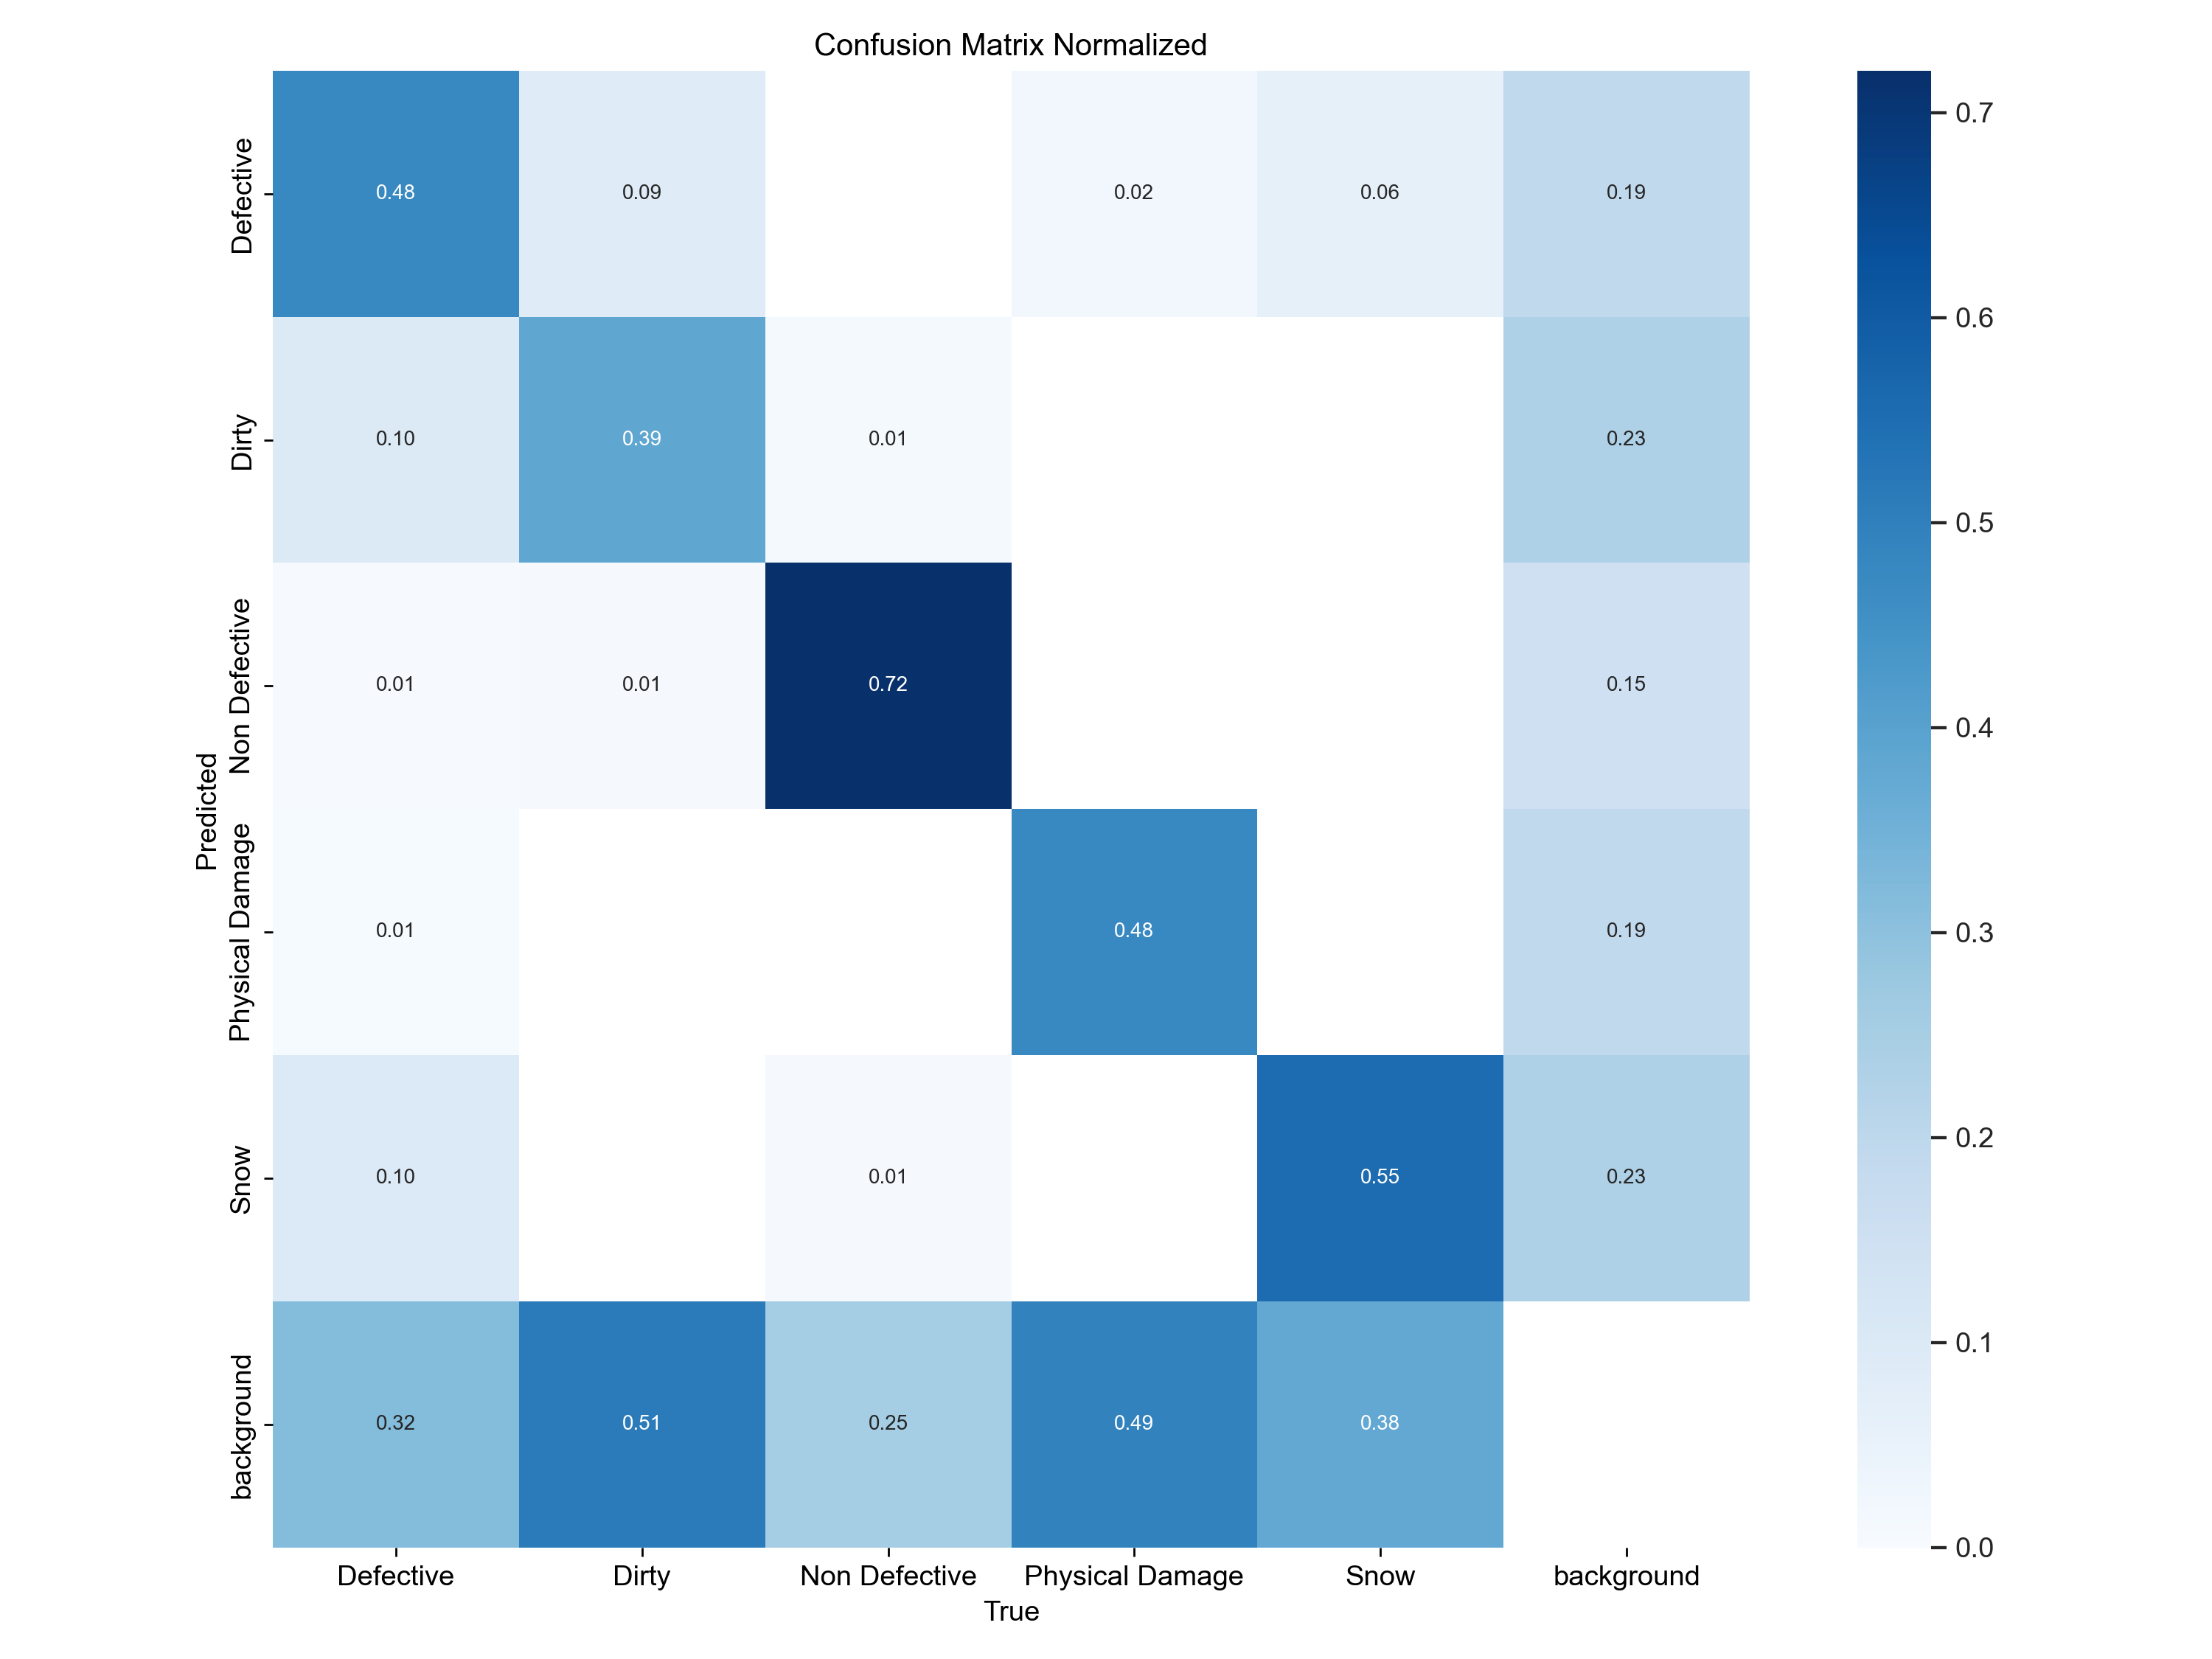 Confusion Matrix Normalized
Defective
0.48
0.09
0.02
0.06
0.19
Dirty
0.10
0.39
0.01
0.23
Non Defective
0.01
0.01
0.72
0.15
Physical Damage
0.01
0.48
0.19
Snow
0.10
0.01
0.55
0.23
background
0.32
0.51
0.25
0.49
0.38
Predicted
Defective
Dirty
Non Defective
Physical Damage
Snow
background
True
0.7
0.6
0.5
0.4
0.3
0.2
0.1
0.0